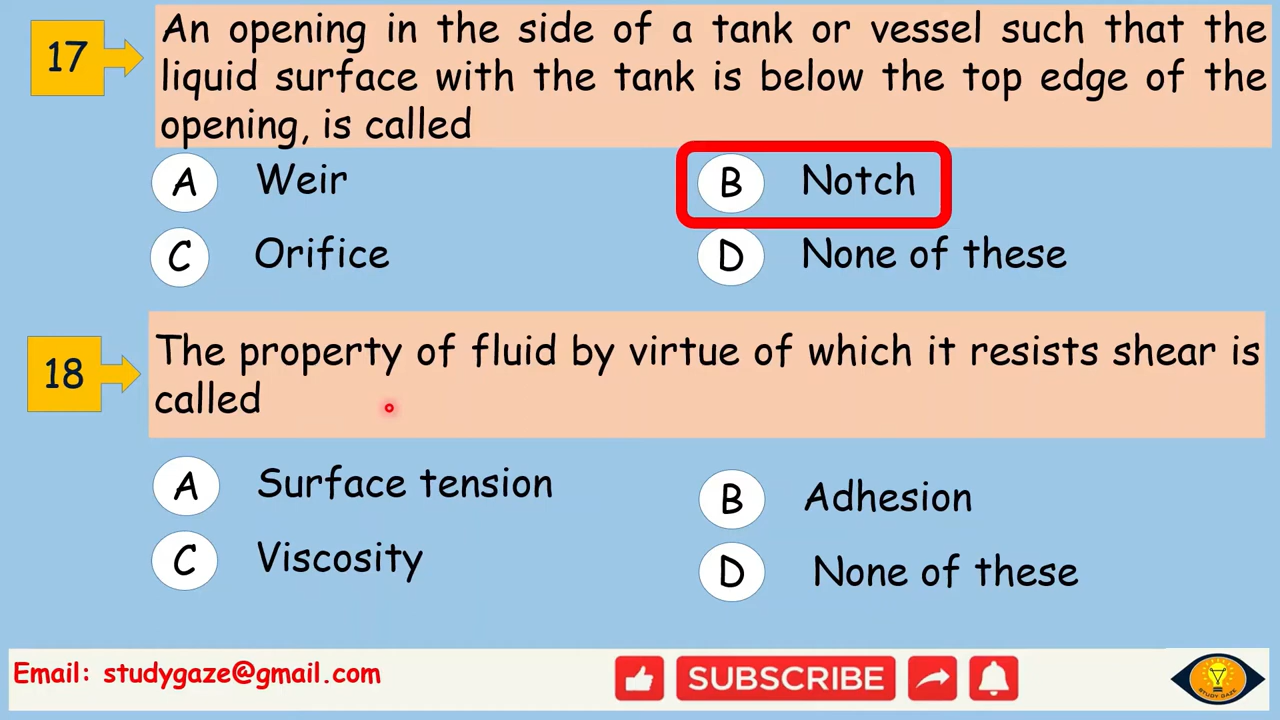 17
An opening in the side of a tank or vessel such that the
liquid surface with the tank is below the top edge of the
opening, is called
A Weir
B Notch
C Orifice
D None of these
18
The property of fluid by virtue of which it resists shear is
called
A Surface tension
B Adhesion
C Viscosity
D None of these
Email: studygaze@gmail.com
SUBSCRIBE
STUDY GAZE